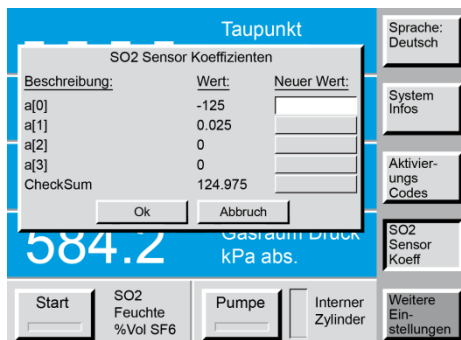 Taupunkt
SO2 Sensor Koeffizienten
Beschreibung: Wert: Neuer Wert:
a[0] -125
a[1] 0.025
a[2] 0
a[3] 0
CheckSum 124.975
Ok Abbruch
584.2 Gasraum Druck
kPa abs.
Start
SO2
Feuchte
%Vol SF6
Pumpe
Interner
Zylinder
Sprache:
Deutsch
System
Infos
Aktivier-
ungs
Codes
SO2
Sensor
Koeff
Weitere
Ein-
stellungen